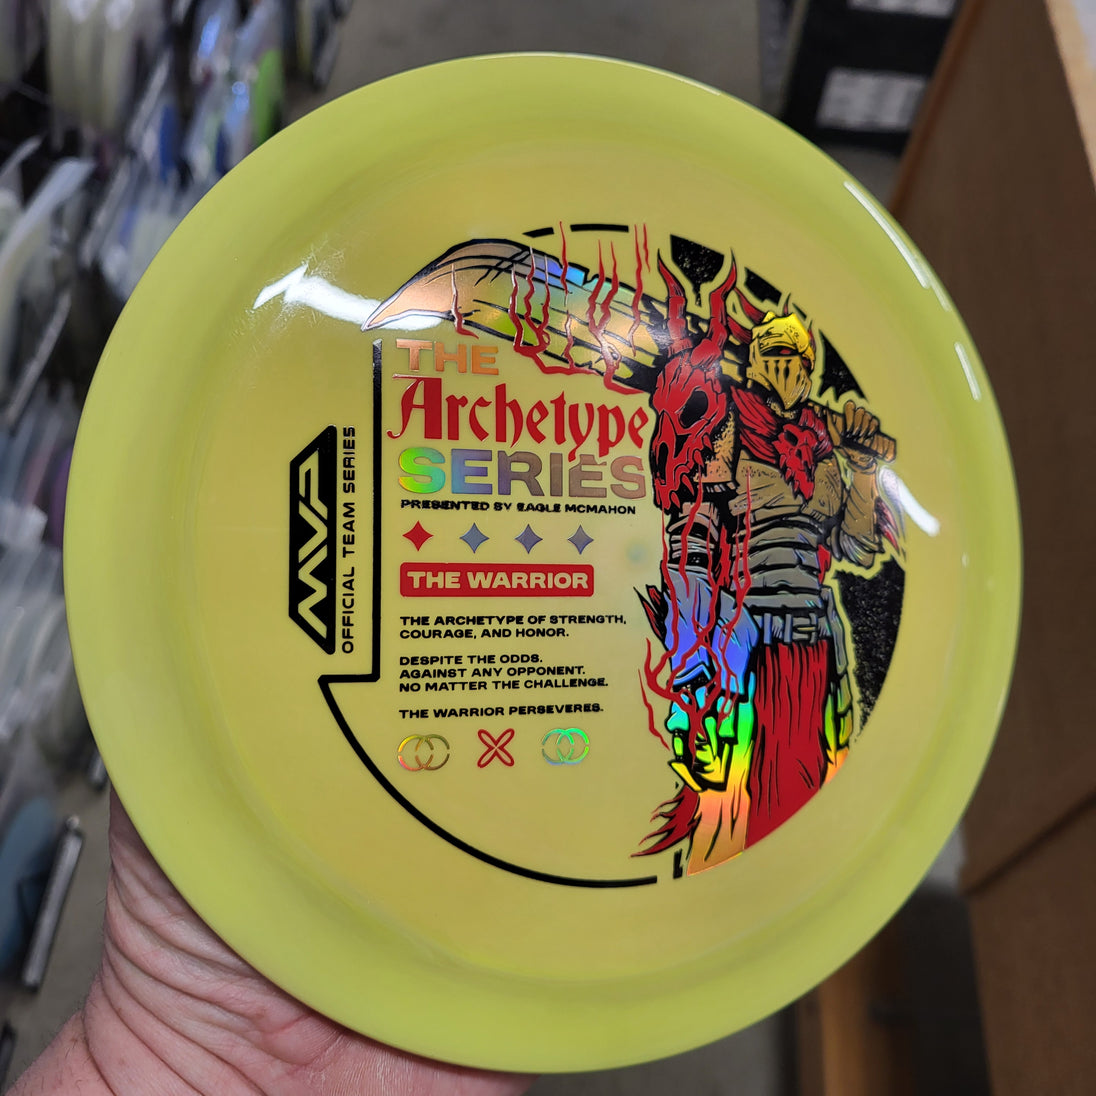 MVP
OFFICIAL TEAM SERIES
THE
Archetype
SERIES
PRESENTED BY EAGLE MCMAHON
THE WARRIOR
THE ARCHETYPE OF STRENGTH,
COURAGE, AND HONOR.
DESPITE THE ODDS.
AGAINST ANY OPPONENT.
NO MATTER THE CHALLENGE.
THE WARRIOR PERSEVERES.